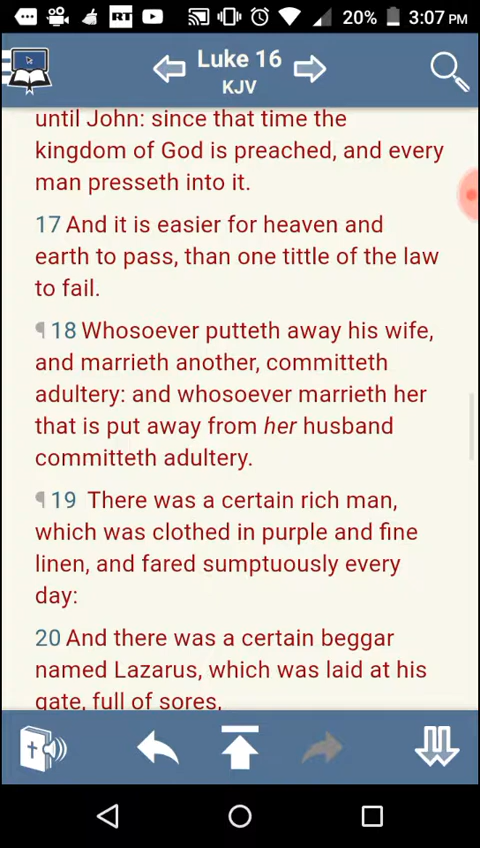 RT
20% 3:07 PM
Luke 16
KJV
until John: since that time the
kingdom of God is preached, and every
man presseth into it.
17 And it is easier for heaven and
earth to pass, than one tittle of the law
to fail.
¶ 18 Whosoever putteth away his wife,
and marrieth another, committeth
adultery: and whosoever marrieth her
that is put away from her husband
committeth adultery.
¶ 19 There was a certain rich man,
which was clothed in purple and fine
linen, and fared sumptuously every
day:
20 And there was a certain beggar
named Lazarus, which was laid at his
gate, full of sores,